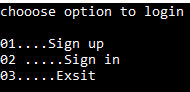 chooose option to login
01....Sign up
02 .....Sign in
03.....Exsit